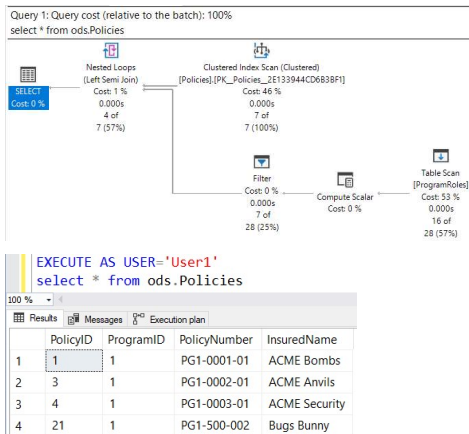 Query 1: Query cost (relative to the batch): 100%
select * from ods.Policies
SELECT
Cost: 0 %
Nested Loops
(Left Semi Join)
Cost: 1 %
0.000s
4 of
7 (57%)
Clustered Index Scan (Clustered)
[Policies].[PK__Policies__2E133944CD6B3BF1]
Cost: 46 %
0.000s
7 of
7 (100%)
Filter
Cost: 0 %
0.000s
7 of
28 (25%)
Compute Scalar
Cost: 0 %
Table Scan
[ProgramRoles]
Cost: 53 %
0.000s
16 of
28 (57%)
EXECUTE AS USER='User1'
select * from ods.Policies
100 %
Results Messages Execution plan
PolicyID ProgramID PolicyNumber InsuredName
1 1 1 PG1-0001-01 ACME Bombs
2 3 1 PG1-0002-01 ACME Anvils
3 4 1 PG1-0003-01 ACME Security
4 21 1 PG1-500-002 Bugs Bunny